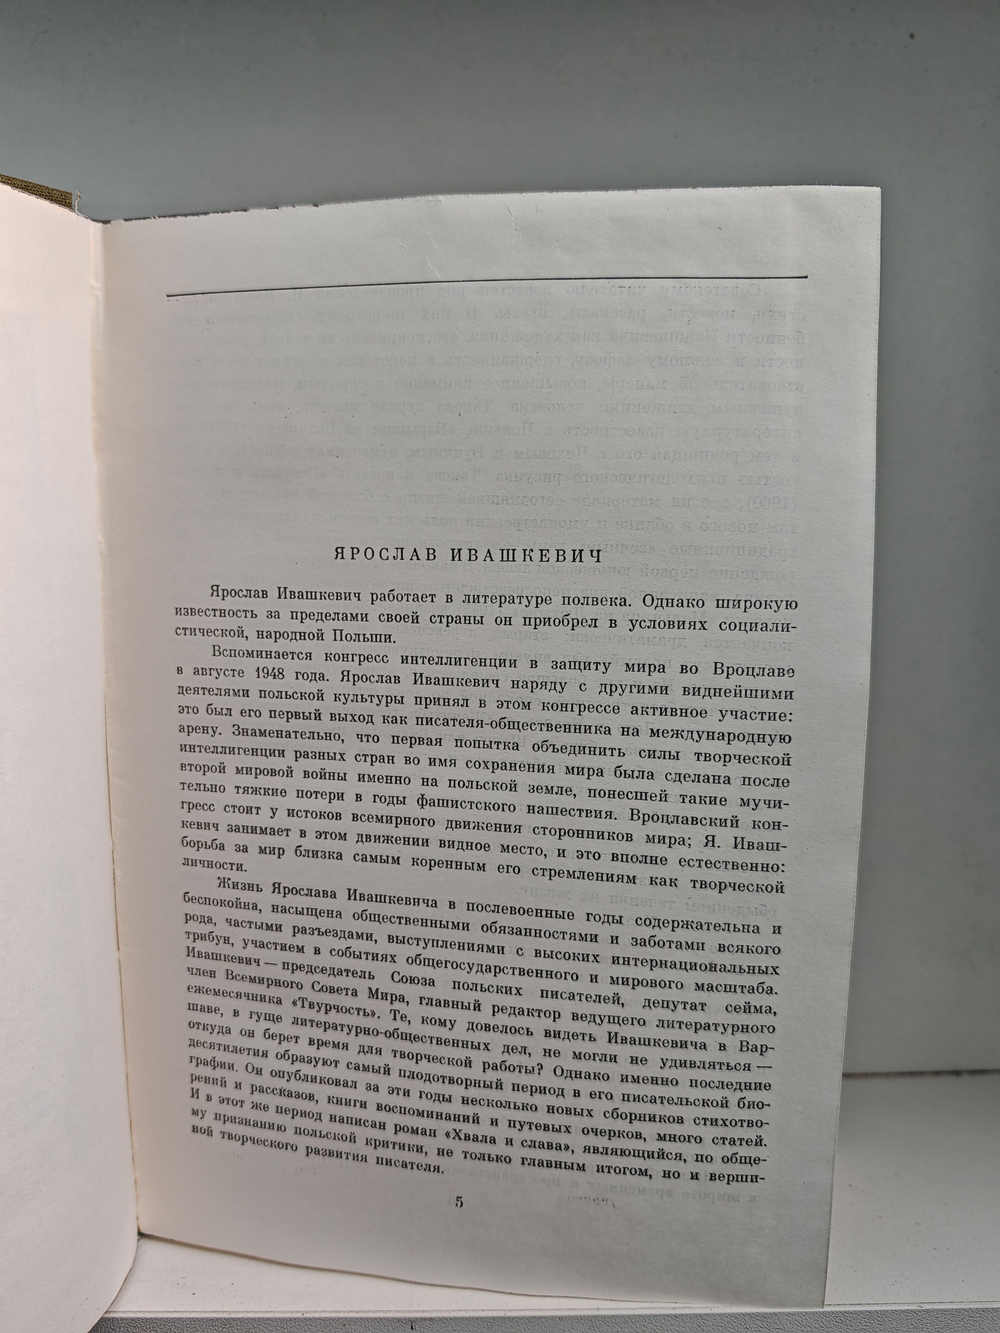 ЯРОСЛАВ ИВАШКЕВИЧ
Ярослав Ивашкевич работает в литературе полвека. Однако широкую
известность за пределами своей страны он приобрел в условиях социали-
стической, народной Польши.
Вспоминается конгресс интеллигенции в защиту мира во Вроцлаве
в августе 1948 года. Ярослав Ивашкевич наряду с другими виднейшими
деятелями польской культуры принял в этом конгрессе активное участие:
это был его первый выход как писателя-общественника на международную
арену. Знаменательно, что первая попытка объединить силы творческой
интеллигенции разных стран во имя сохранения мира была сделана после
второй мировой войны именно на польской земле, понесшей такие мучи-
тельно тяжкие потери в годы фашистского нашествия. Вроцлавский кон-
гресс стоит у истоков всемирного движения сторонников мира; Я. Иваш-
кевич занимает в этом движении видное место, и это вполне естественно:
борьба за мир близка самым коренным его стремлениям как творческой
личности.
Жизнь Ярослава Ивашкевича в послевоенные годы содержательна и
беспокойна, насыщена общественными обязанностями и заботами всякого
рода, частыми разъездами, выступлениями с высоких интернациональных
трибун, участием в событиях общегосударственного и мирового масштаба.
Ивашкевич — председатель Союза польских писателей, депутат сейма,
член Всемирного Совета Мира, главный редактор ведущего литературного
ежемесячника «Твурчость». Те, кому довелось видеть Ивашкевича в Вар-
шаве, в гуще литературно-общественных дел, не могли не удивляться —
откуда он берет время для творческой работы? Однако именно последние
десятилетия образуют самый плодотворный период в его писательской био-
графии. Он опубликовал за эти годы несколько новых сборников стихотво-
рений и рассказов, книги воспоминаний и путевых очерков, много статей.
И в этот же период написан роман «Хвала и слава», являющийся, по обще-
му признанию польской критики, не только главным итогом, но и верши-
ной творческого развития писателя.
5